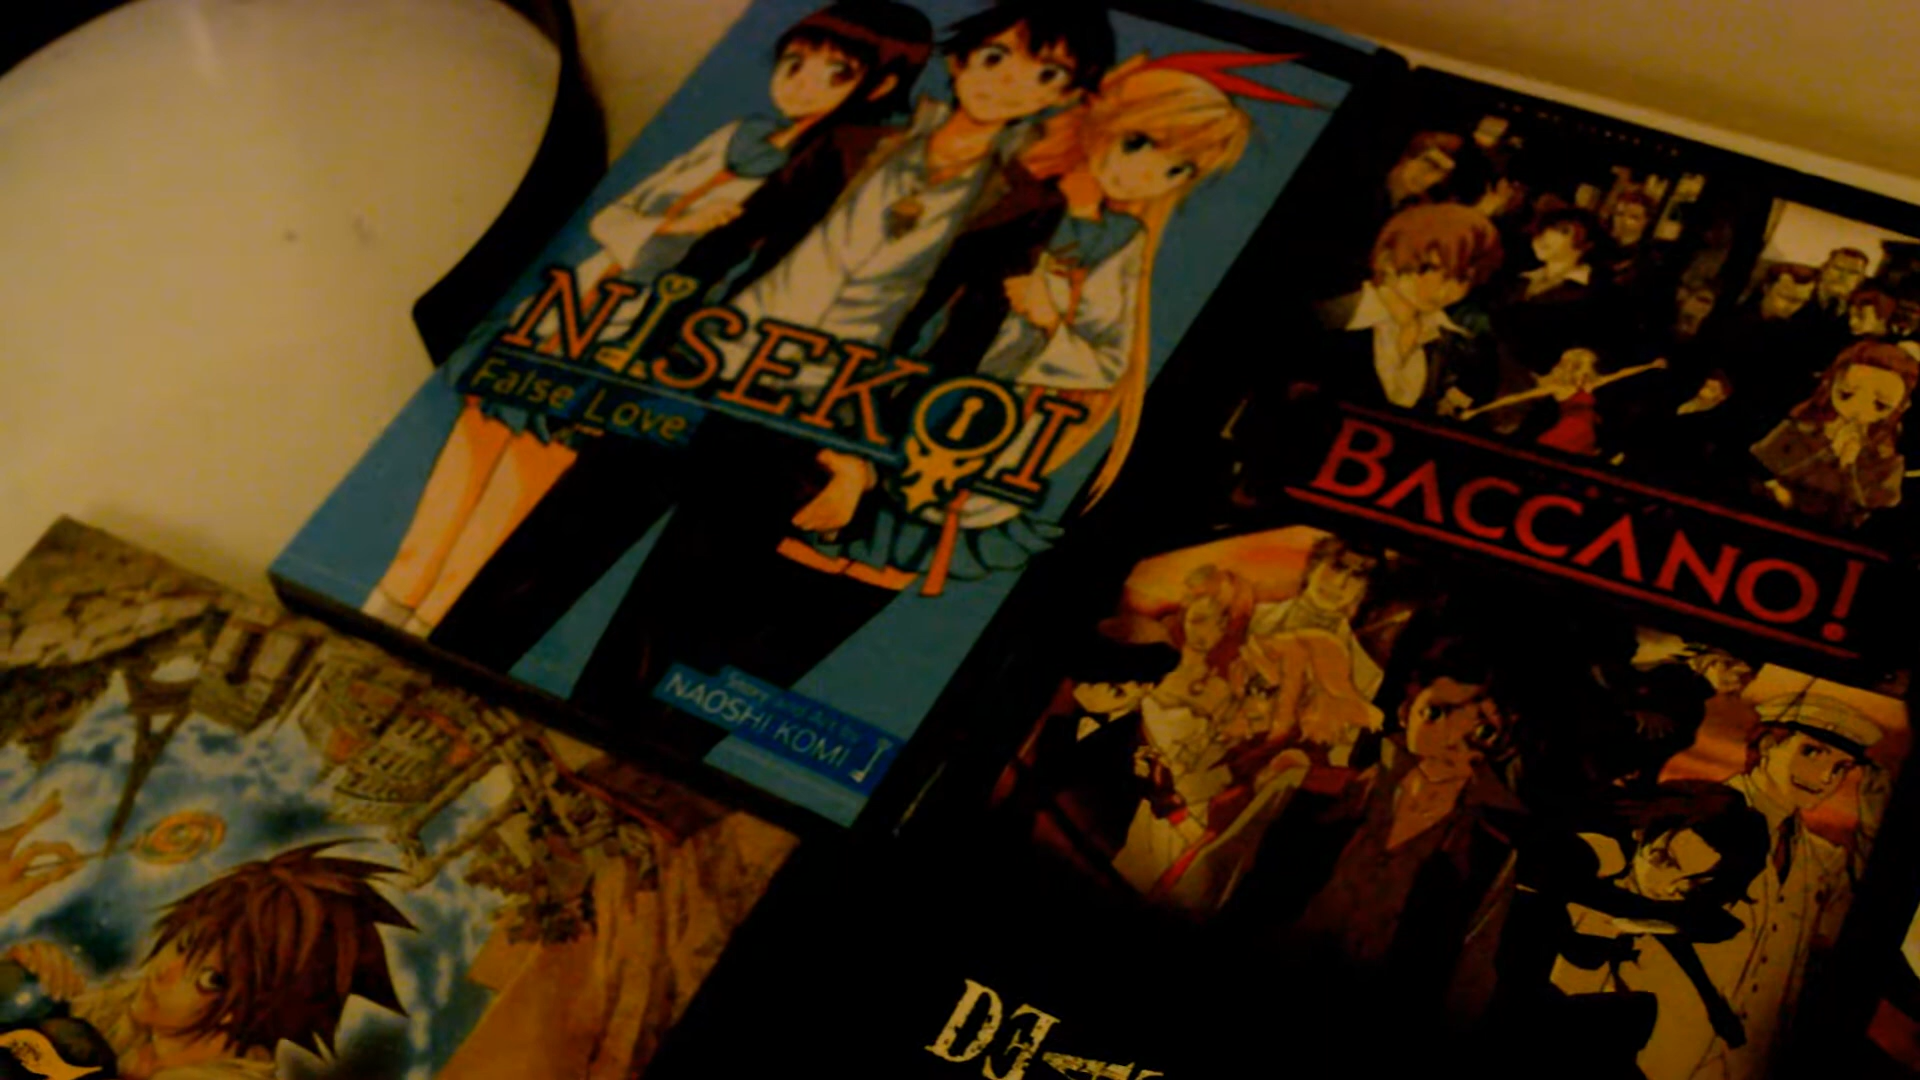 NISEKOI
False Love
Story and Art by
NAOSHI KOMI
BACCANO!